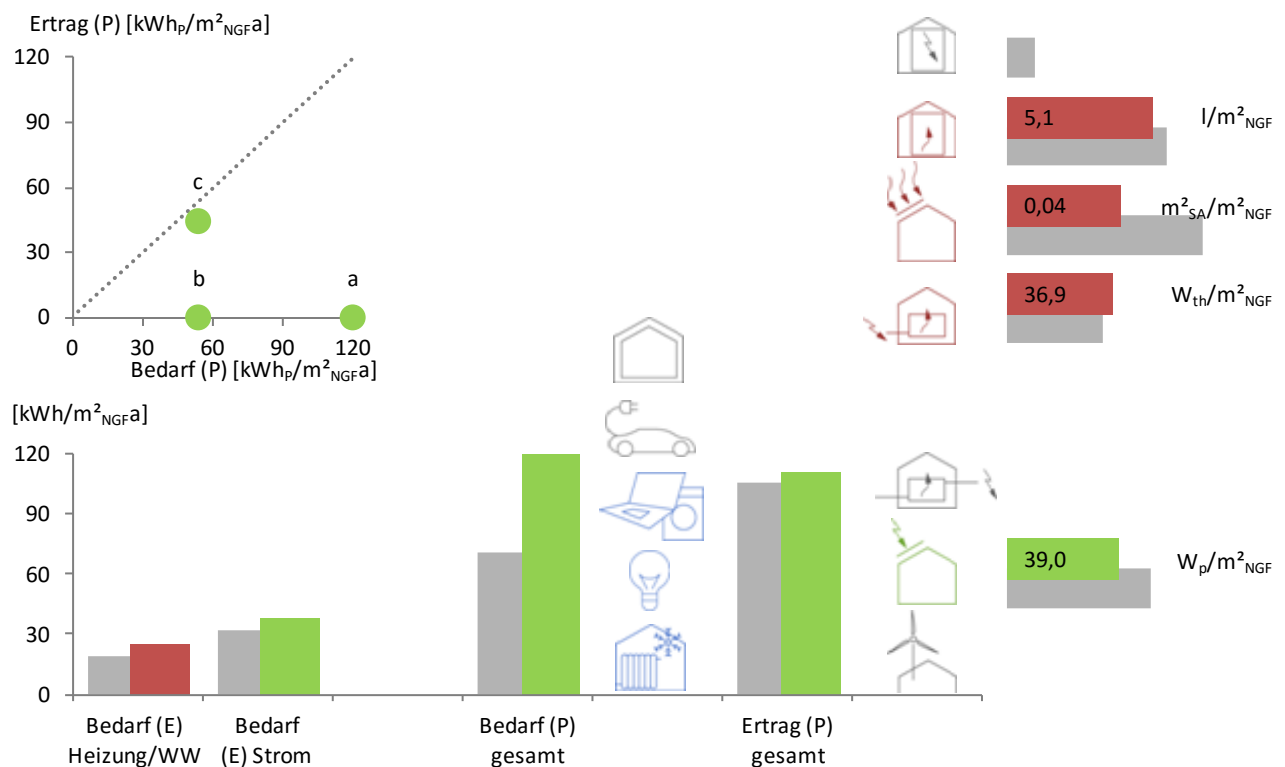 Ertrag (P) [kWhₚ/m²NGFa]
120
90
60
30
0
c
b
a
0 30 60 90 120
Bedarf (P) [kWhₚ/m²NGFa]
5,1 l/m²NGF
0,04 m²SA/m²NGF
36,9 Wth/m²NGF
[kWh/m²NGFa]
120
90
60
30
0
39,0 Wp/m²NGF
Bedarf (E)
Heizung/WW
Bedarf
(E) Strom
Bedarf (P)
gesamt
Ertrag (P)
gesamt